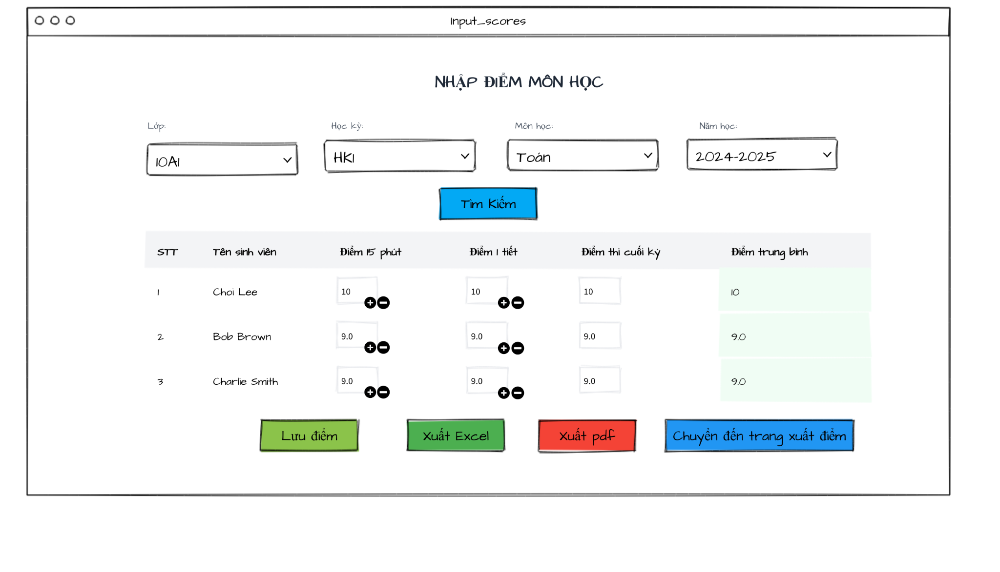 Input_scores
NHẬP ĐIỂM MÔN HỌC
Lớp: Học kỳ: Môn học: Năm học:
10A1 HK1 Toán 2024-2025
Tìm Kiếm
STT Tên sinh viên Điểm 15 phút Điểm 1 tiết Điểm thi cuối kỳ Điểm trung bình
1 Choi Lee 10 10 10 10
2 Bob Brown 9.0 9.0 9.0 9.0
3 Charlie Smith 9.0 9.0 9.0 9.0
Lưu điểm Xuất Excel Xuất pdf Chuyển đến trang xuất điểm